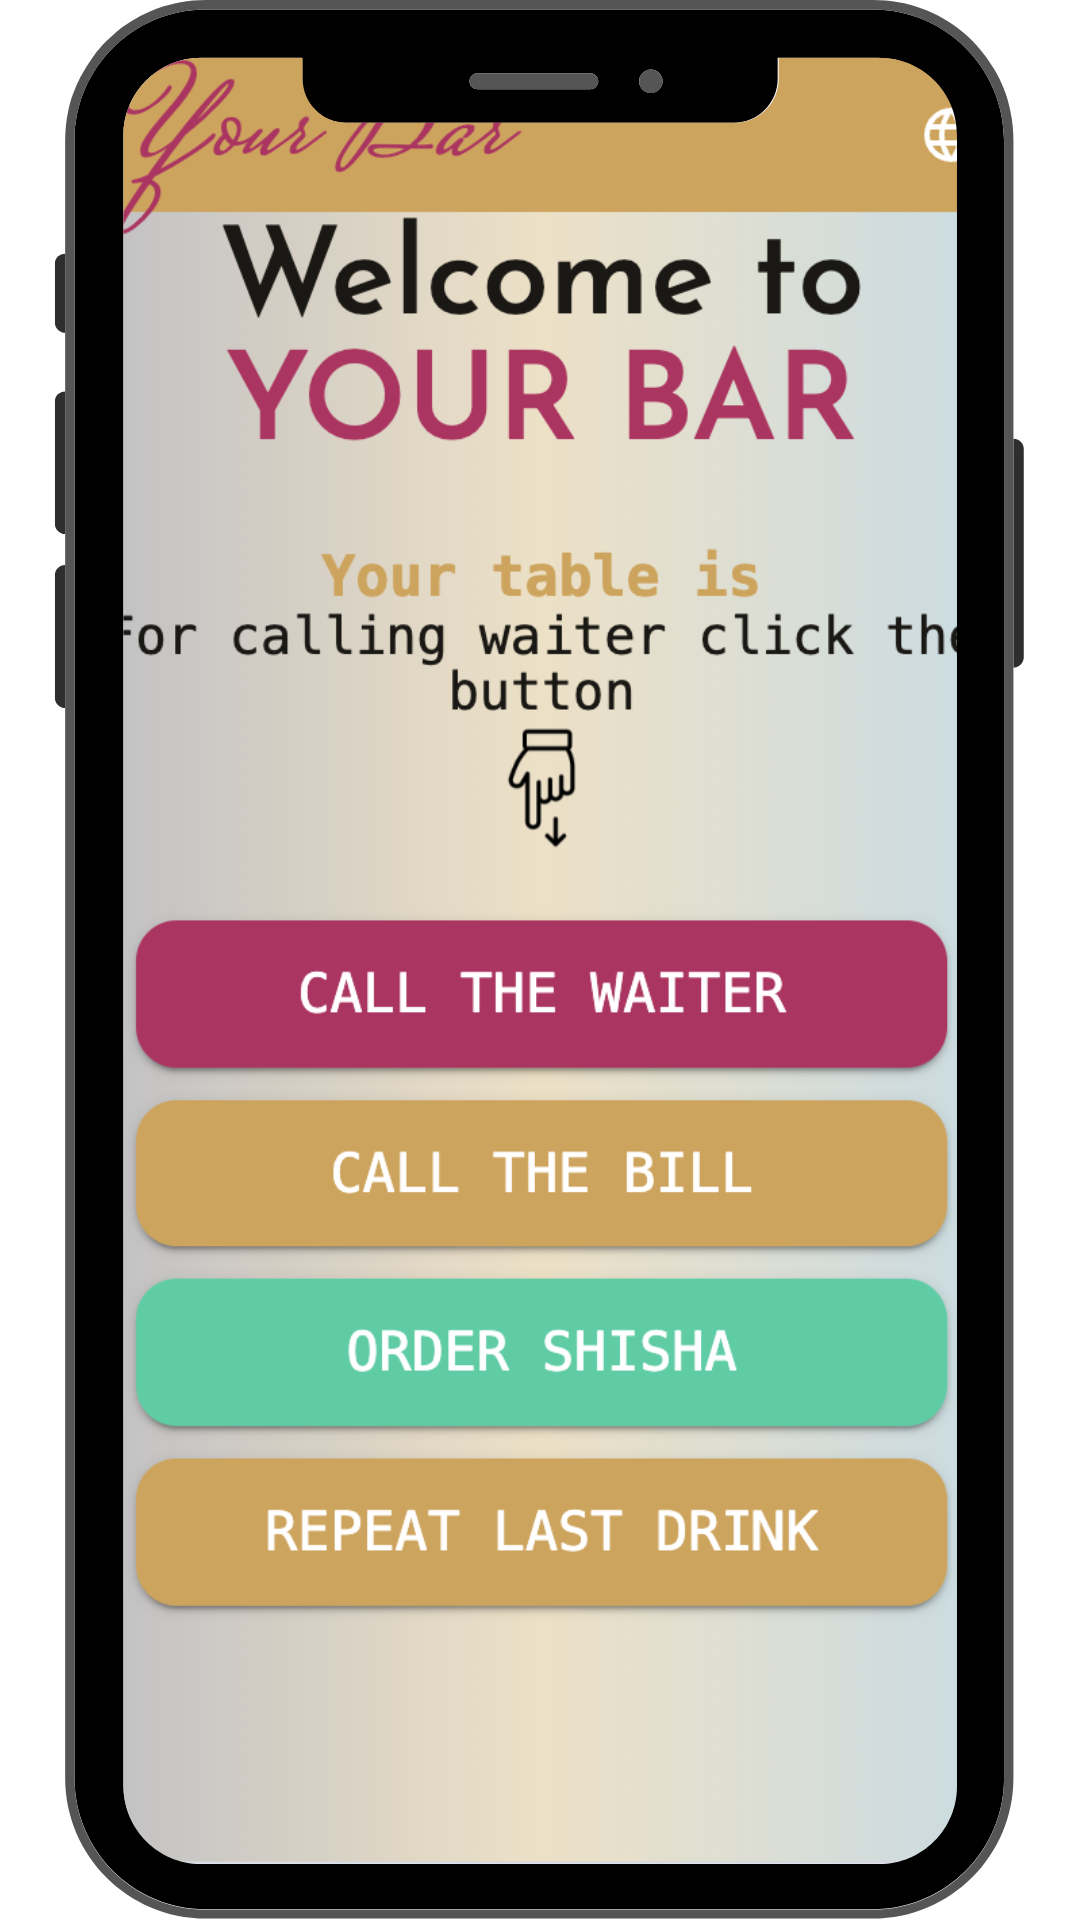 Your Bar
Welcome to
YOUR BAR
Your table is
For calling waiter click the
button
CALL THE WAITER
CALL THE BILL
ORDER SHISHA
REPEAT LAST DRINK